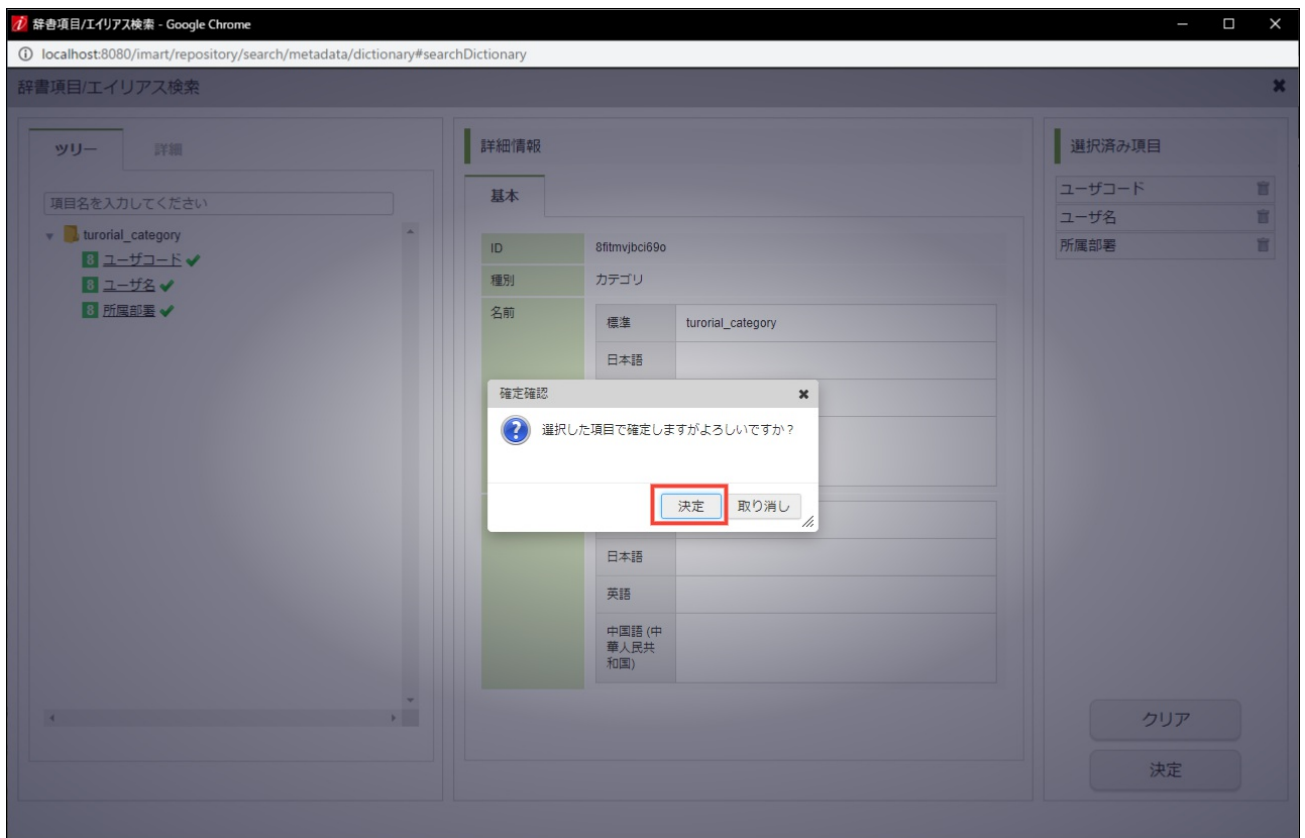 辞書項目/エイリアス検索 - Google Chrome
localhost:8080/imart/repository/search/metadata/dictionary#searchDictionary
辞書項目/エイリアス検索
ツリー 詳細
項目名を入力してください
turorial_category
8 ユーザコード
8 ユーザ名
8 所属部署
詳細情報
基本
ID 8fitmvjbci69o
種別 カテゴリ
名前 標準 turorial_category
日本語
確定確認
選択した項目で確定しますがよろしいですか?
決定 取り消し
日本語
英語
中国語 (中
華人民共
和国)
選択済み項目
ユーザコード
ユーザ名
所属部署
クリア
決定